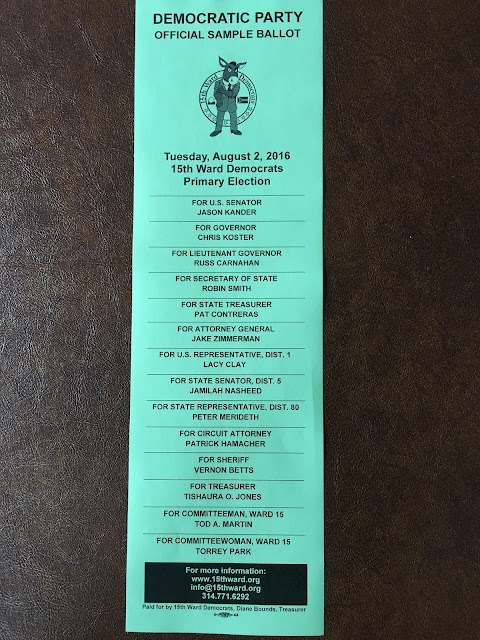 DEMOCRATIC PARTY
OFFICIAL SAMPLE BALLOT
15th Ward Democrats
Tuesday, August 2, 2016
15th Ward Democrats
Primary Election
FOR U.S. SENATOR
JASON KANDER
FOR GOVERNOR
CHRIS KOSTER
FOR LIEUTENANT GOVERNOR
RUSS CARNAHAN
FOR SECRETARY OF STATE
ROBIN SMITH
FOR STATE TREASURER
PAT CONTRERAS
FOR ATTORNEY GENERAL
JAKE ZIMMERMAN
FOR U.S. REPRESENTATIVE, DIST. 1
LACY CLAY
FOR STATE SENATOR, DIST. 5
JAMILAH NASHEED
FOR STATE REPRESENTATIVE, DIST. 80
PETER MERIDETH
FOR CIRCUIT ATTORNEY
PATRICK HAMACHER
FOR SHERIFF
VERNON BETTS
FOR TREASURER
TISHAURA O. JONES
FOR COMMITTEEMAN, WARD 15
TOD A. MARTIN
FOR COMMITTEEWOMAN, WARD 15
TORREY PARK
For more information:
www.15thward.org
info@15thward.org
314.771.6292
Paid for by 15th Ward Democrats, Diane Bounds, Treasurer